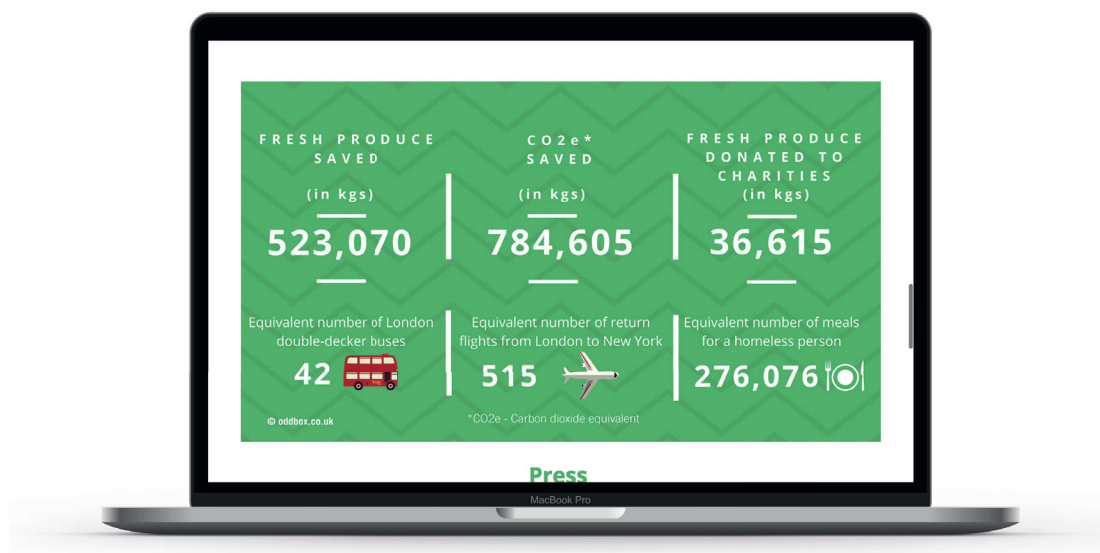 FRESH PRODUCE
SAVED
(in kgs)
523,070
Equivalent number of London
double-decker buses
42
CO2e*
SAVED
(in kgs)
784,605
Equivalent number of return
flights from London to New York
515
*CO2e - Carbon dioxide equivalent
FRESH PRODUCE
DONATED TO
CHARITIES
(in kgs)
36,615
Equivalent number of meals
for a homeless person
276,076
© oddbox.co.uk
Press
MacBook Pro